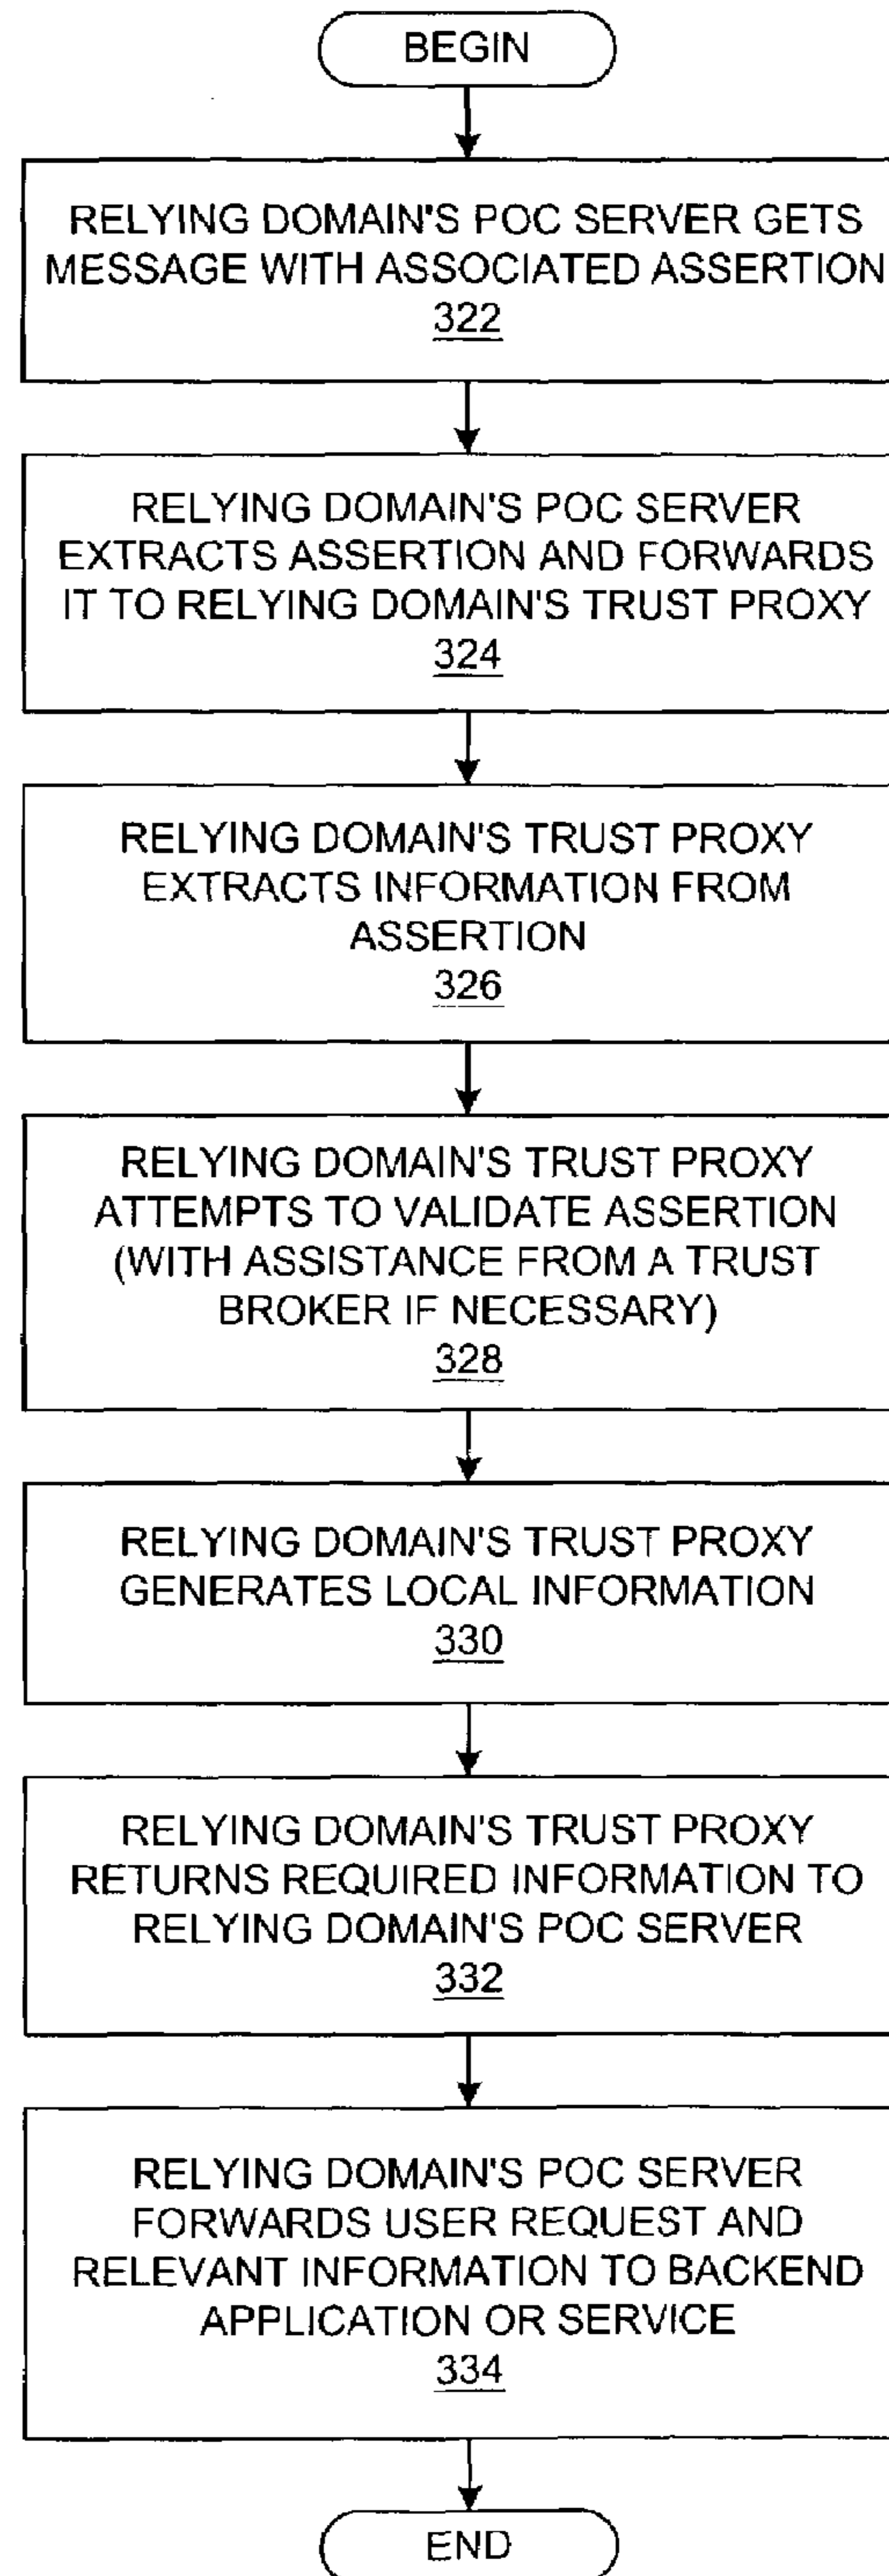 BEGIN
RELYING DOMAIN'S POC SERVER GETS
MESSAGE WITH ASSOCIATED ASSERTION
322
RELYING DOMAIN'S POC SERVER
EXTRACTS ASSERTION AND FORWARDS
IT TO RELYING DOMAIN'S TRUST PROXY
324
RELYING DOMAIN'S TRUST PROXY
EXTRACTS INFORMATION FROM
ASSERTION
326
RELYING DOMAIN'S TRUST PROXY
ATTEMPTS TO VALIDATE ASSERTION
(WITH ASSISTANCE FROM A TRUST
BROKER IF NECESSARY)
328
RELYING DOMAIN'S TRUST PROXY
GENERATES LOCAL INFORMATION
330
RELYING DOMAIN'S TRUST PROXY
RETURNS REQUIRED INFORMATION TO
RELYING DOMAIN'S POC SERVER
332
RELYING DOMAIN'S POC SERVER
FORWARDS USER REQUEST AND
RELEVANT INFORMATION TO BACKEND
APPLICATION OR SERVICE
334
END